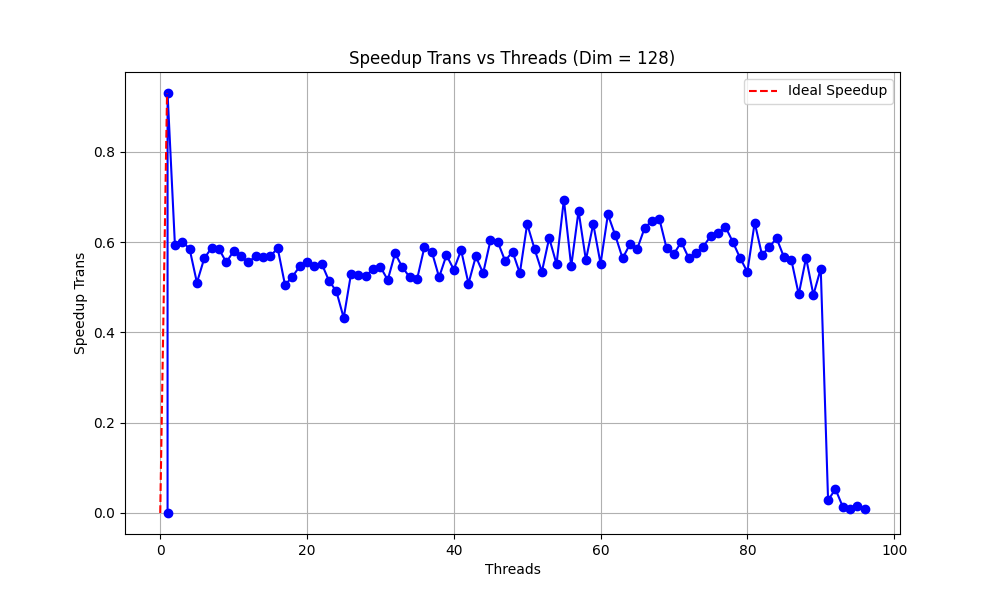 Speedup Trans vs Threads (Dim = 128)
Ideal Speedup
Speedup Trans
0.8
0.6
0.4
0.2
0.0
0 20 40 60 80 100
Threads